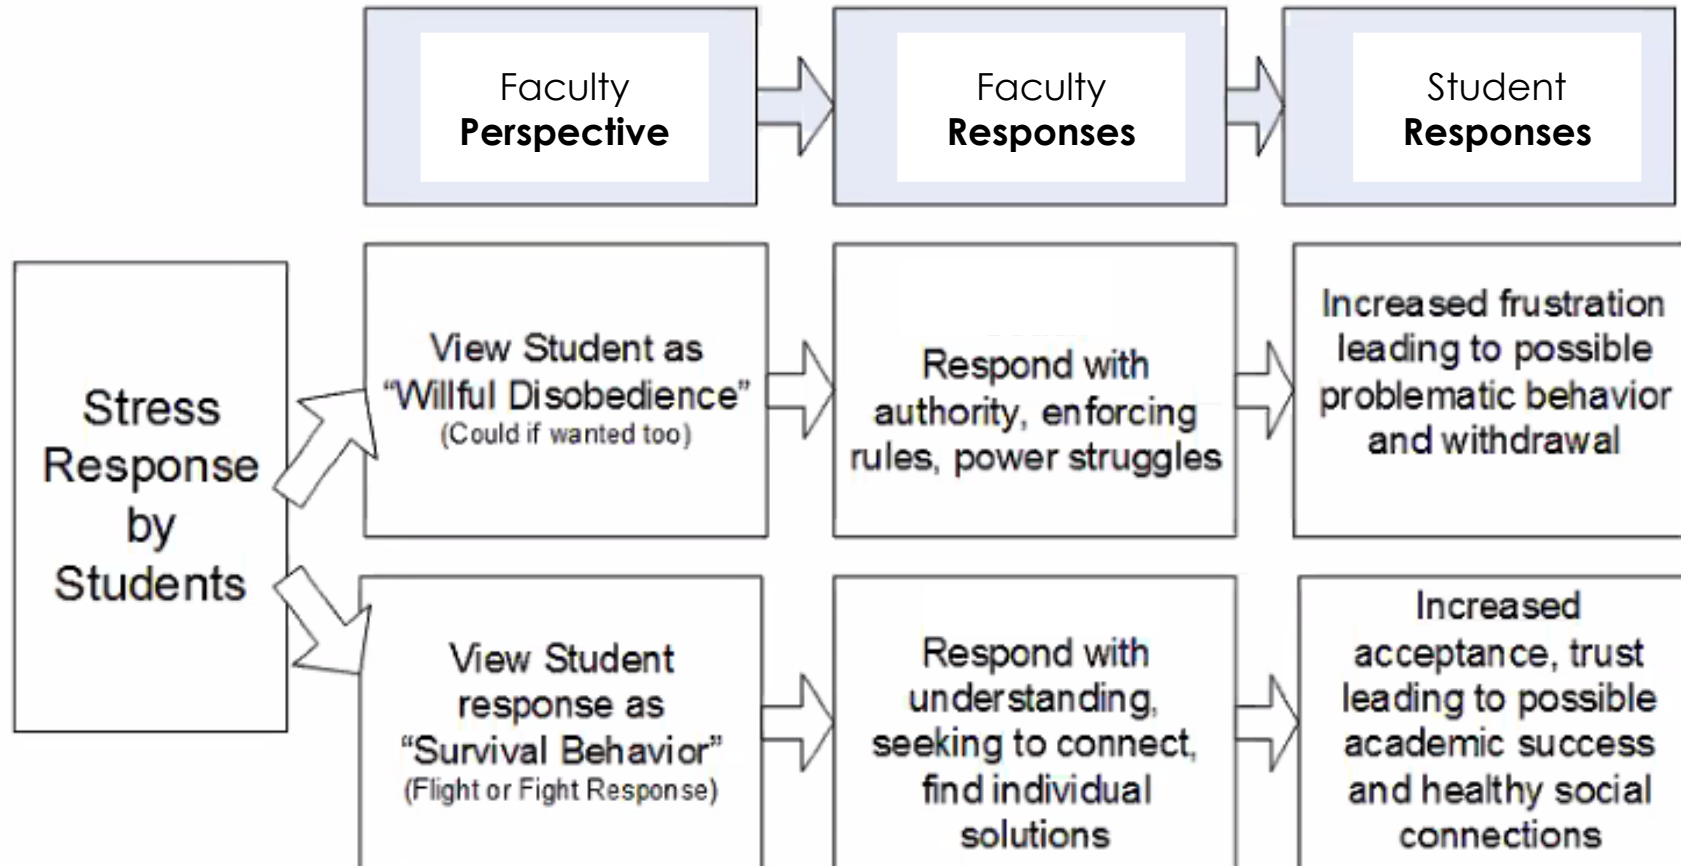 Faculty
Perspective
Faculty
Responses
Student
Responses
Stress
Response
by
Students
View Student as
“Willful Disobedience”
(Could if wanted too)
Respond with
authority, enforcing
rules, power struggles
Increased frustration
leading to possible
problematic behavior
and withdrawal
View Student
response as
“Survival Behavior”
(Flight or Fight Response)
Respond with
understanding,
seeking to connect,
find individual
solutions
Increased
acceptance, trust
leading to possible
academic success
and healthy social
connections